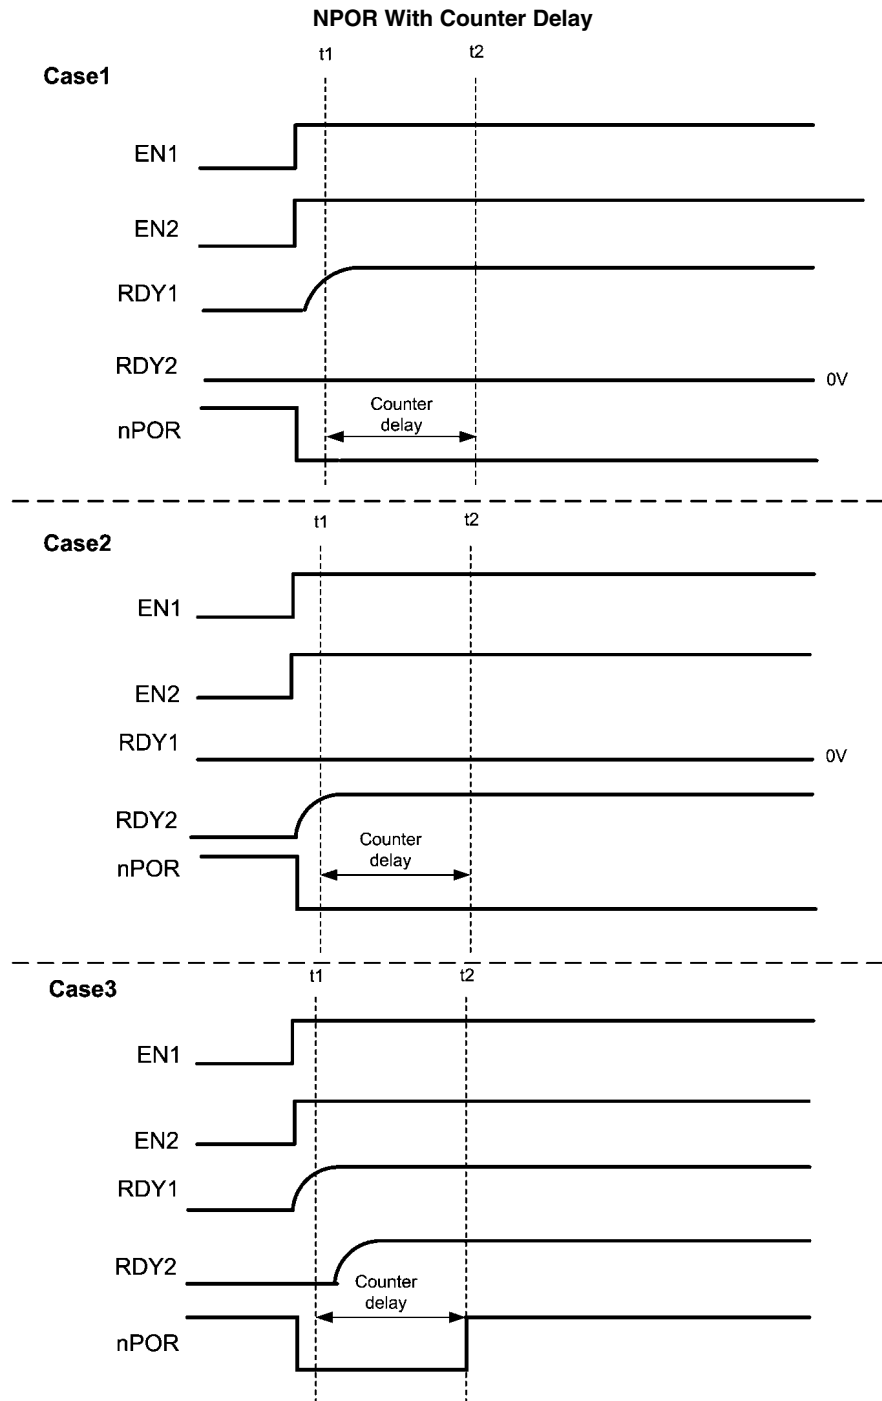 NPOR With Counter Delay
t1 t2
Case1
EN1
EN2
RDY1
RDY2
0V
Counter
delay
nPOR
t1 t2
Case2
EN1
EN2
RDY1
0V
RDY2
Counter
delay
nPOR
t1 t2
Case3
EN1
EN2
RDY1
RDY2
Counter
delay
nPOR